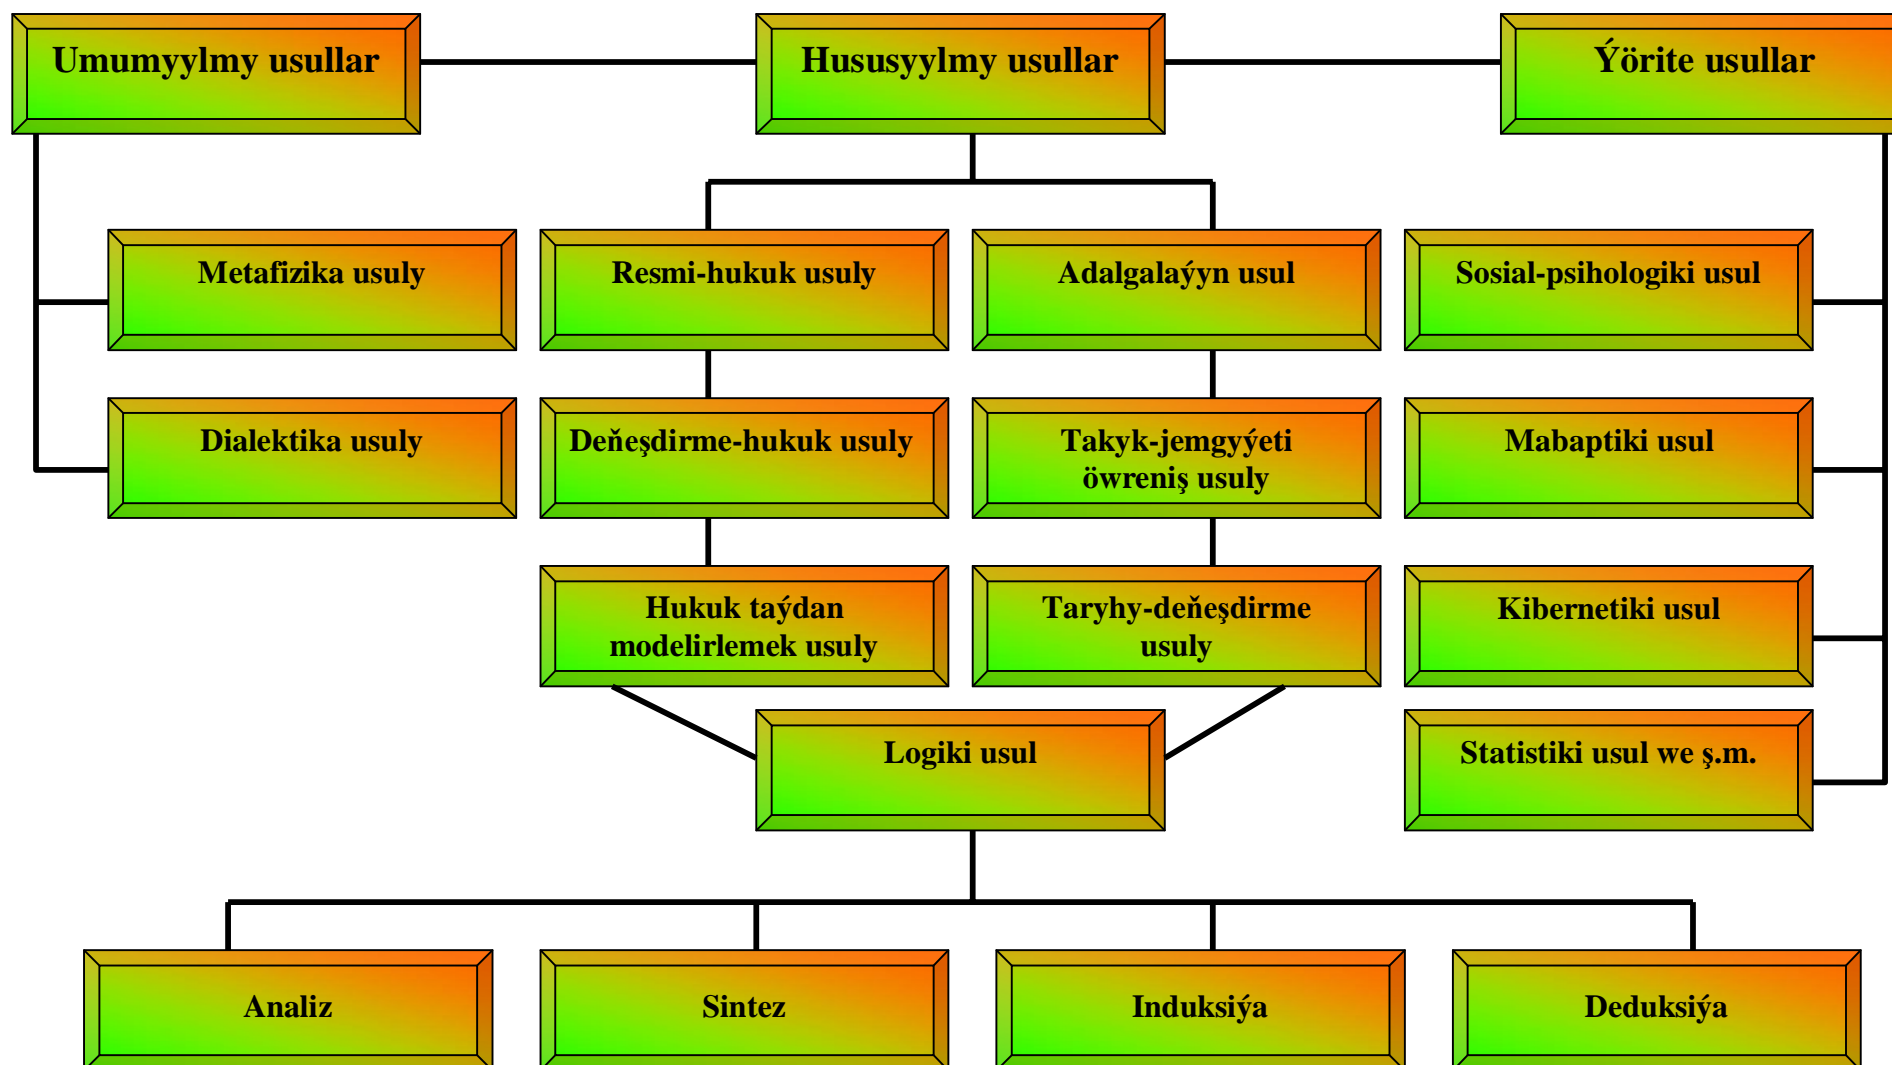 Umumyylmy usullar
Hususyylmy usullar
Ýörite usullar
Metafizika usuly
Resmi-hukuk usuly
Adalgalaýyn usul
Sosial-psihologiki usul
Dialektika usuly
Deňeşdirme-hukuk usuly
Takyk-jemgyýeti
öwreniş usuly
Mabaptiki usul
Hukuk taýdan
modelirlemek usuly
Taryhy-deňeşdirme
usuly
Kibernetiki usul
Logiki usul
Statistiki usul we ş.m.
Analiz
Sintez
Induksiýa
Deduksiýa